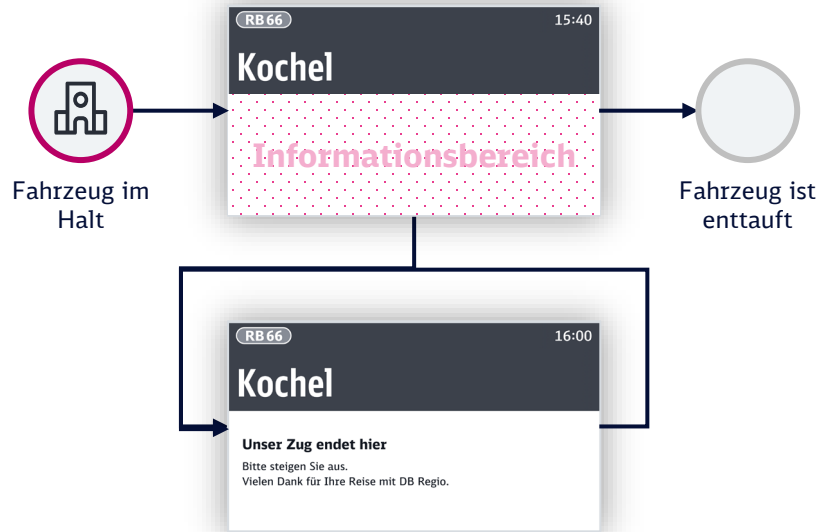 RB 66
15:40
Kochel
Informationsbereich
Fahrzeug im
Halt
Fahrzeug ist
enttauft
RB 66
16:00
Kochel
Unser Zug endet hier
Bitte steigen Sie aus.
Vielen Dank für Ihre Reise mit DB Regio.